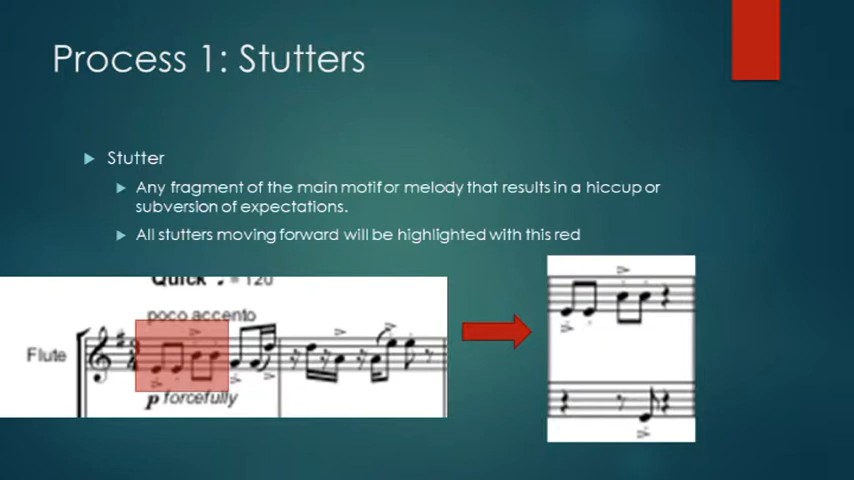 Process 1: Stutters
Stutter
Any fragment of the main motif or melody that results in a hiccup or
subversion of expectations.
All stutters moving forward will be highlighted with this red
Quick ♩ = 120
poco accento
Flute
p forcefully